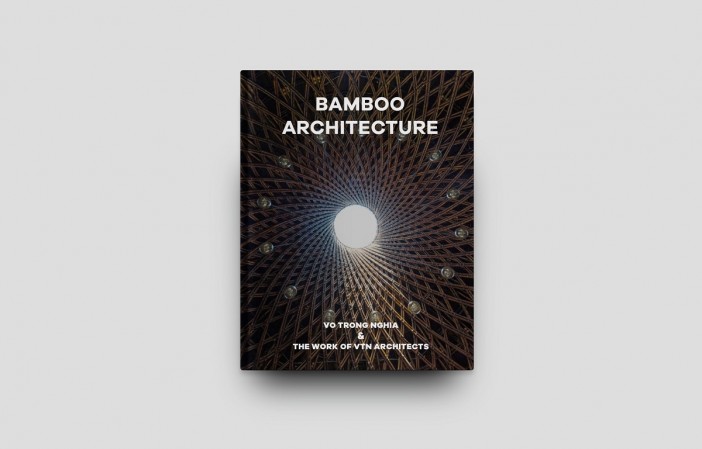 BAMBOO
ARCHITECTURE
VO TRONG NGHIA
&
THE WORK OF VTN ARCHITECTS